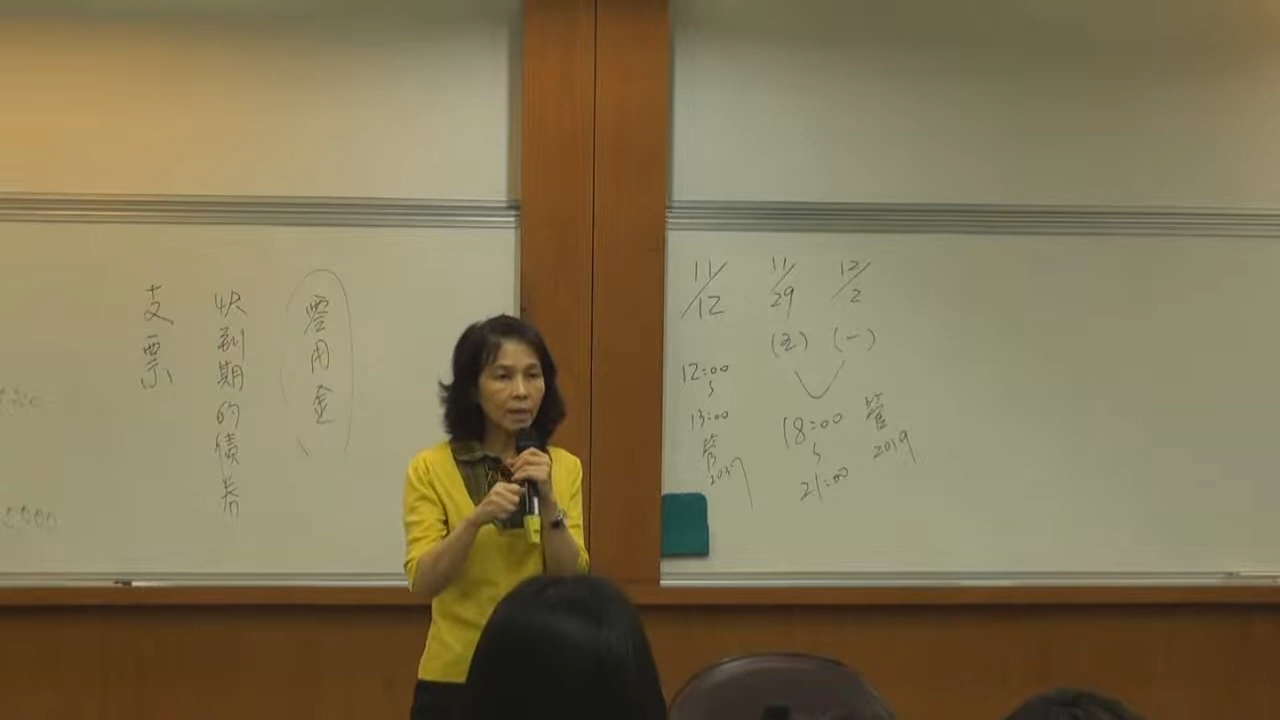 零用金
快到期的債券
支票
11/12 11/29 12/2
(五) (一)
12:00
~
13:00
管
2037
18:00
~
21:00
管
2019